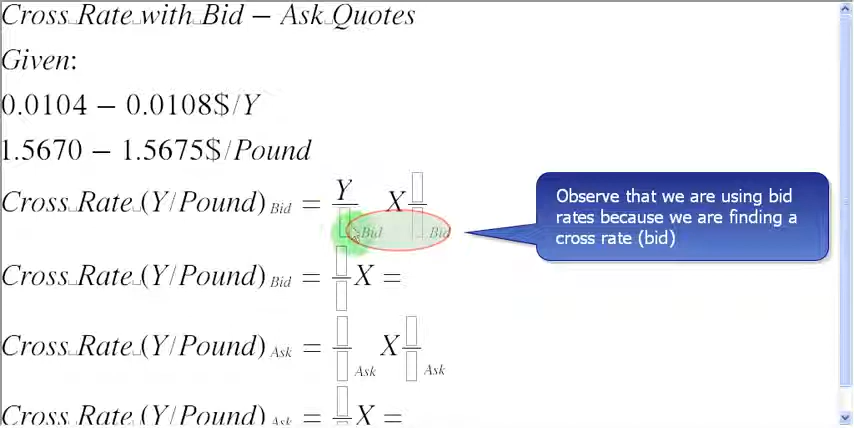 Cross Rate with Bid – Ask Quotes
Given:
0.0104 – 0.0108$/Y
1.5670 – 1.5675$/Pound
Cross Rate (Y/Pound) Bid = Y/▯ Bid X ▯/▯ Bid
Observe that we are using bid
rates because we are finding a
cross rate (bid)
Cross Rate (Y/Pound) Bid = ▯/▯ X =
Cross Rate (Y/Pound) Ask = ▯/▯ Ask X ▯/▯ Ask
Cross Rate (Y/Pound) Ask = ▯/▯ X =